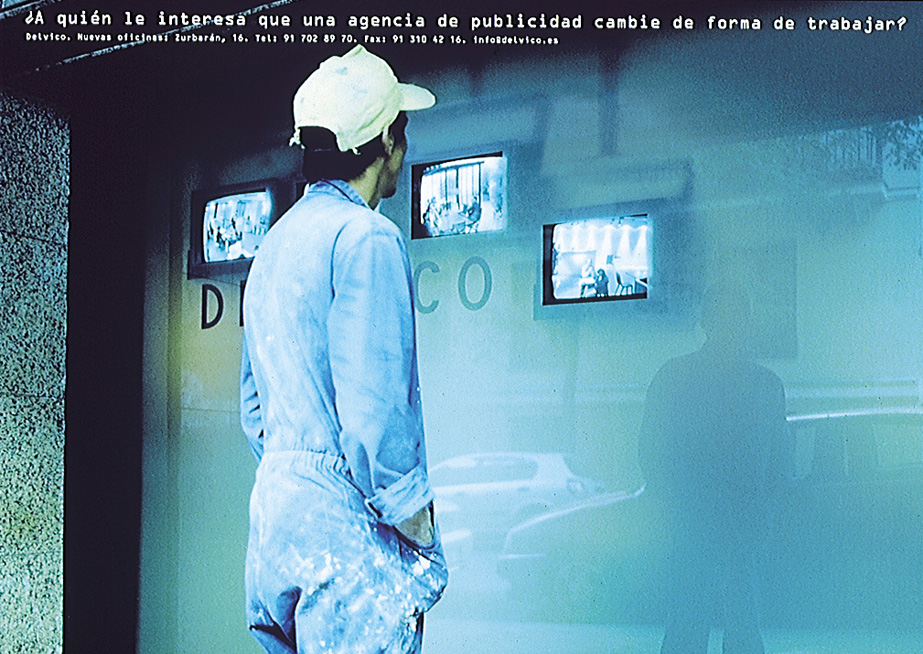 ¿A quién le interesa que una agencia de publicidad cambie de forma de trabajar?
Delvico. Nuevas oficinas: Zurbarán, 16. Tel: 91 702 89 70. Fax: 91 310 42 16. info@delvico.es
D CO